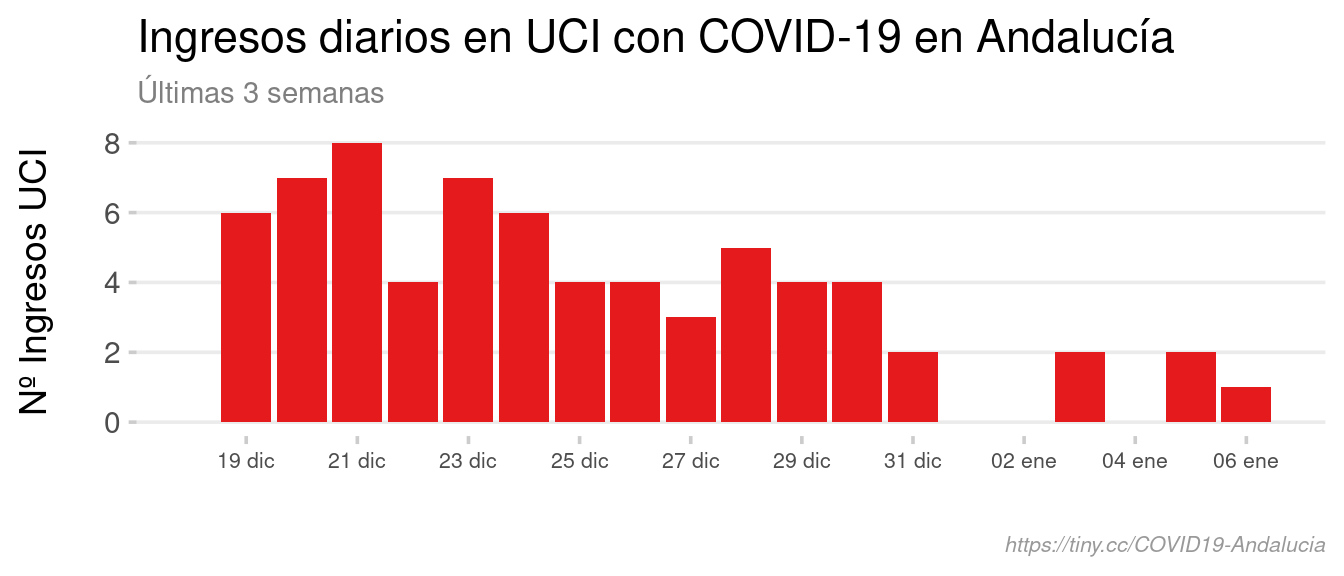 Ingresos diarios en UCI con COVID-19 en Andalucía
Últimas 3 semanas
Nº Ingresos UCI
8
6
4
2
0
19 dic 21 dic 23 dic 25 dic 27 dic 29 dic 31 dic 02 ene 04 ene 06 ene
https://tiny.cc/COVID19-Andalucia